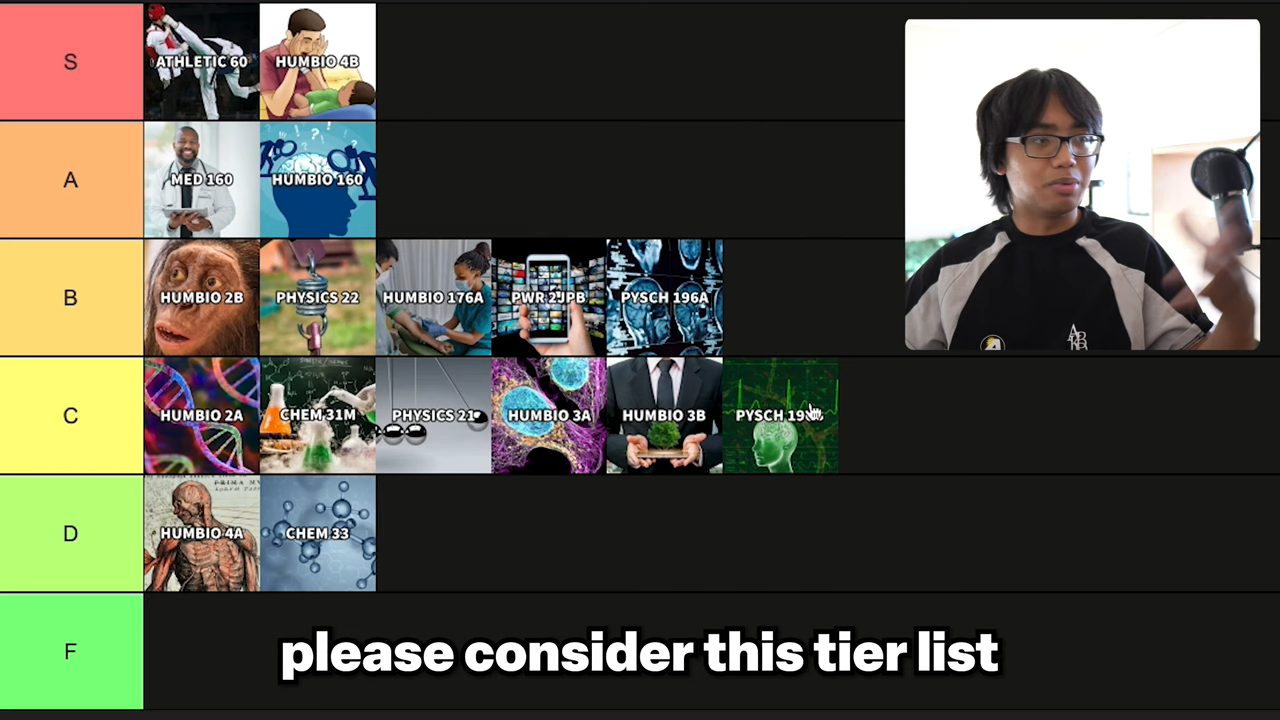 S
ATHLETIC 60
HUMBIO 4B
A
MED 160
HUMBIO 160
B
HUMBIO 2B
PHYSICS 22
HUMBIO 176A
PWR 2JPB
PYSCH 196A
C
HUMBIO 2A
CHEM 31M
PHYSICS 21
HUMBIO 3A
HUMBIO 3B
PYSCH
D
HUMBIO 4A
CHEM 33
F
please consider this tier list